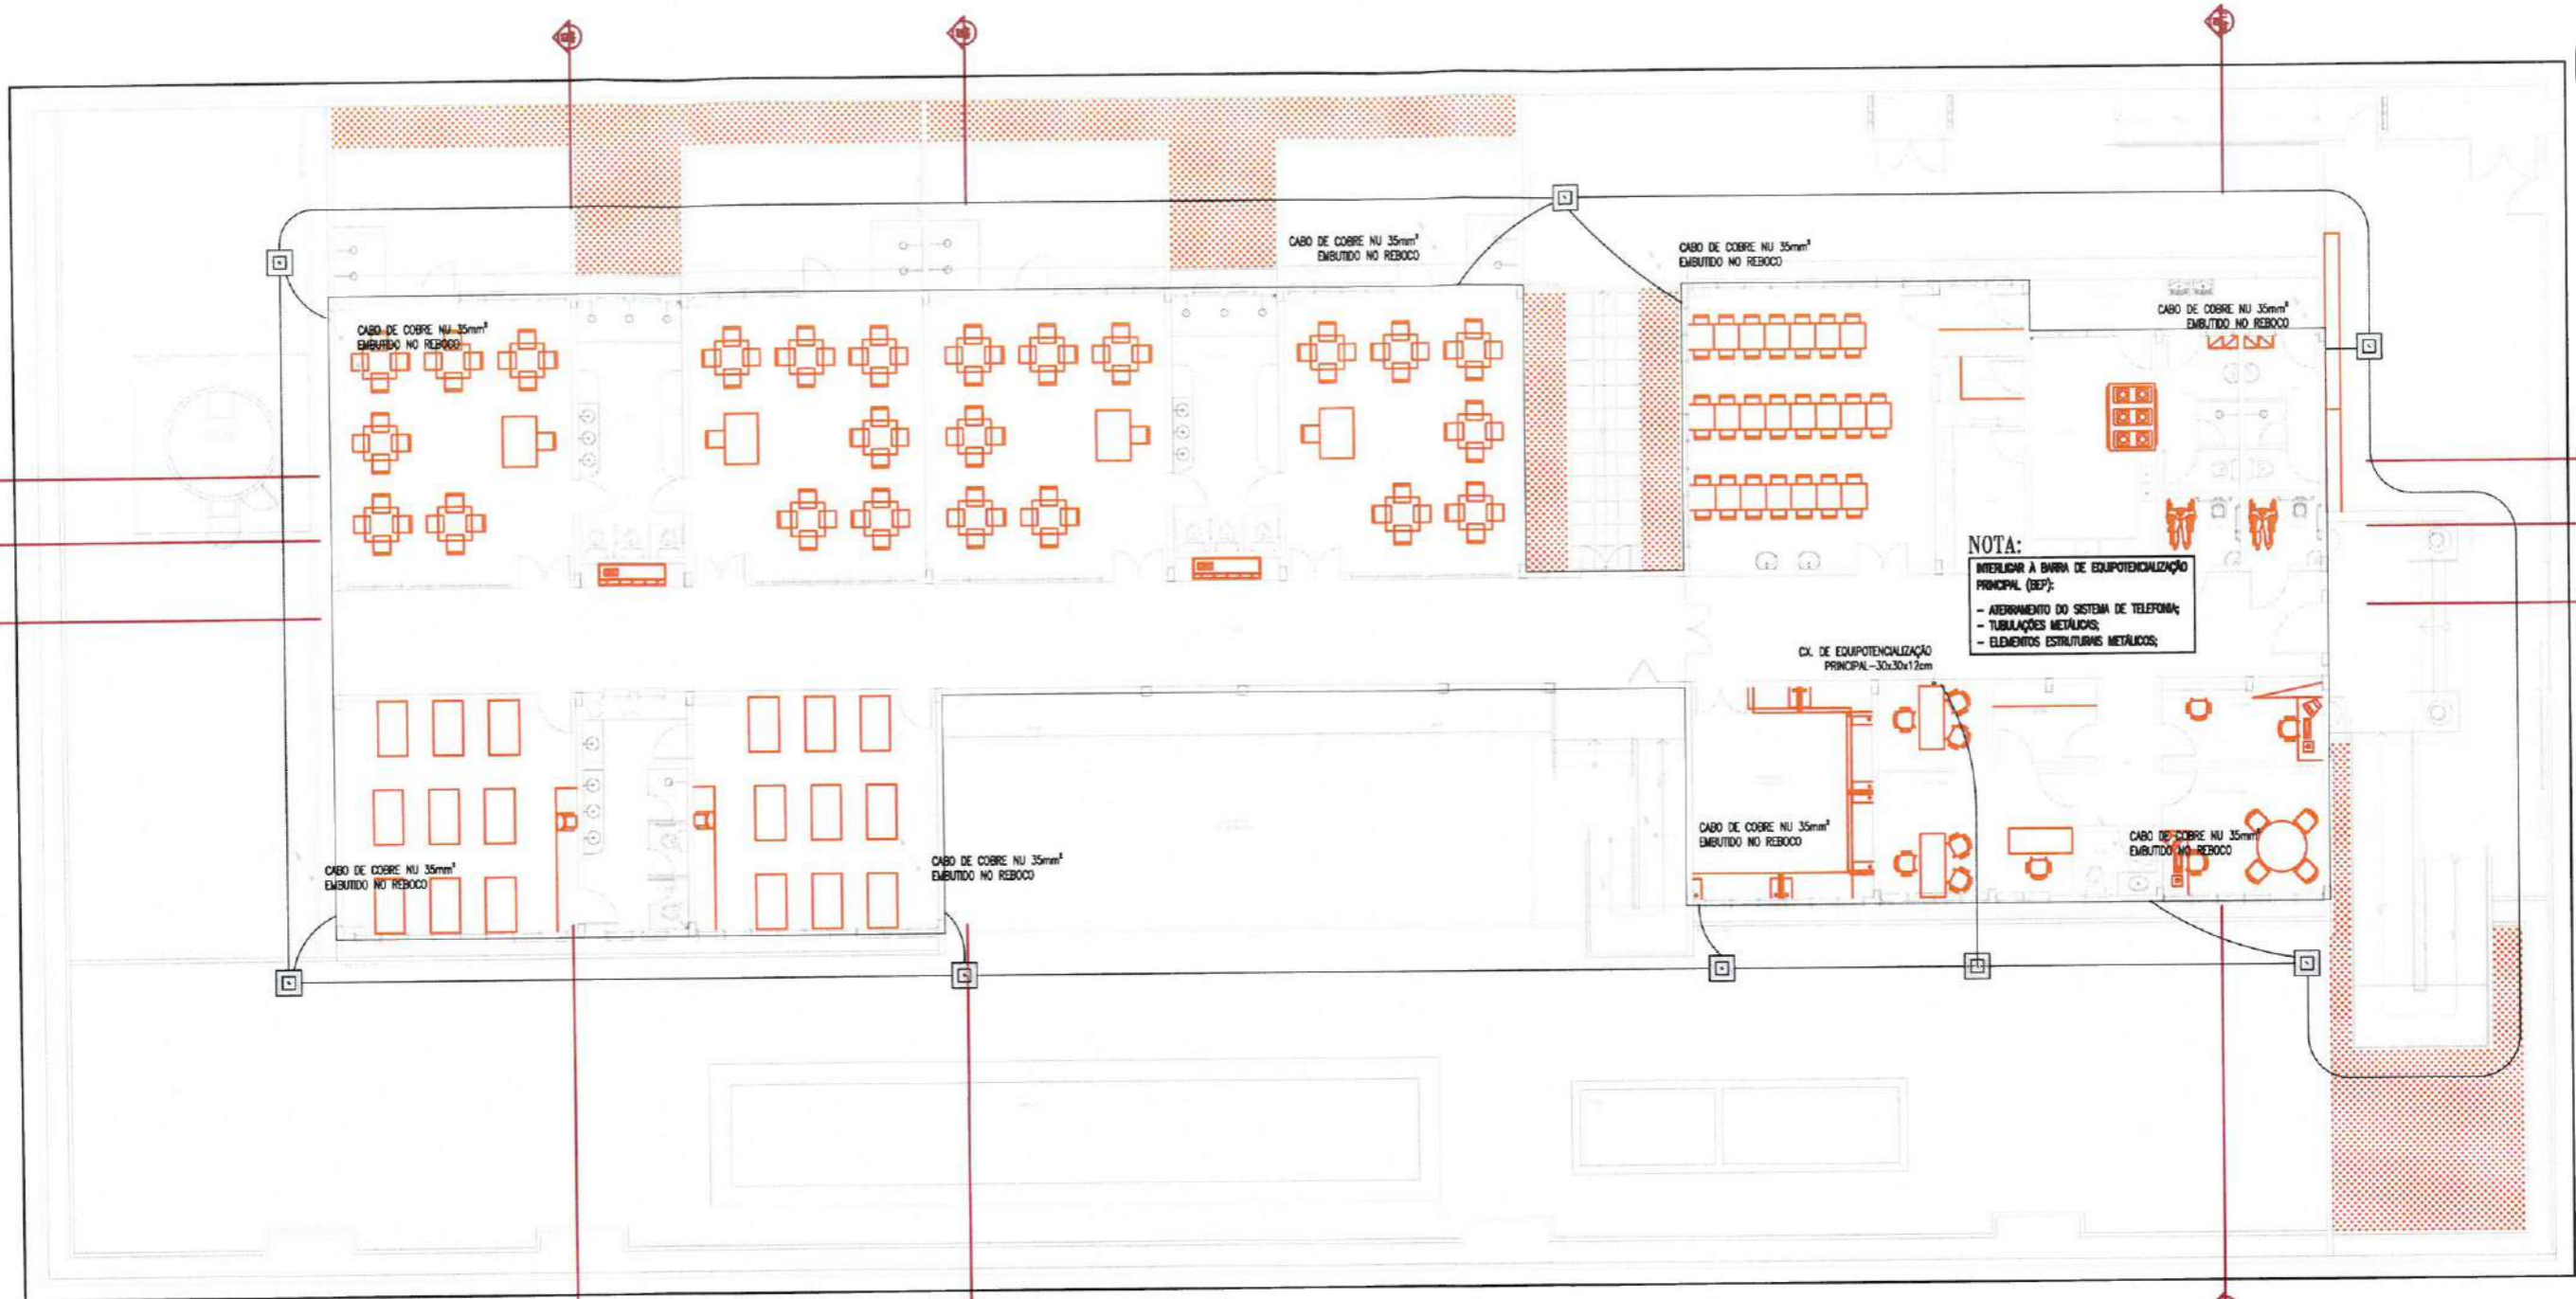 CABO DE COBRE NU 35mm²
EMBUTIDO NO REBOCO
CABO DE COBRE NU 35mm²
EMBUTIDO NO REBOCO
CABO DE COBRE NU 35mm²
EMBUTIDO NO REBOCO
CABO DE COBRE NU 35mm²
EMBUTIDO NO REBOCO
NOTA:
INTERLIGAR À BARRA DE EQUIPOTENCIALIZAÇÃO
PRINCIPAL (BEP):
- ATERRAMENTO DO SISTEMA DE TELEFONIA;
- TUBULAÇÕES METÁLICAS;
- ELEMENTOS ESTRUTURAIS METÁLICOS;
CX. DE EQUIPOTENCIALIZAÇÃO
PRINCIPAL-30x30x12cm
CABO DE COBRE NU 35mm²
EMBUTIDO NO REBOCO
CABO DE COBRE NU 35mm²
EMBUTIDO NO REBOCO
CABO DE COBRE NU 35mm²
EMBUTIDO NO REBOCO
CABO DE COBRE NU 35mm²
EMBUTIDO NO REBOCO